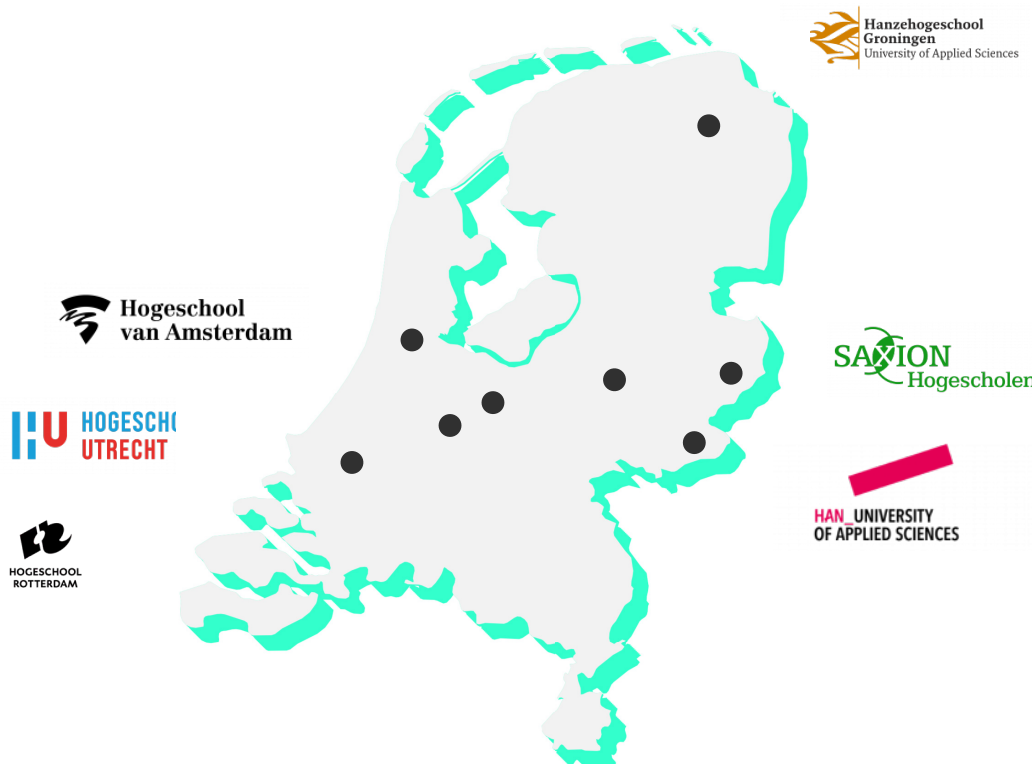 Hanzehogeschool
Groningen
University of Applied Sciences
Hogeschool
van Amsterdam
SAXION
Hogescholen
HU HOGESCHO
UTRECHT
HAN_UNIVERSITY
OF APPLIED SCIENCES
HOGESCHOOL
ROTTERDAM